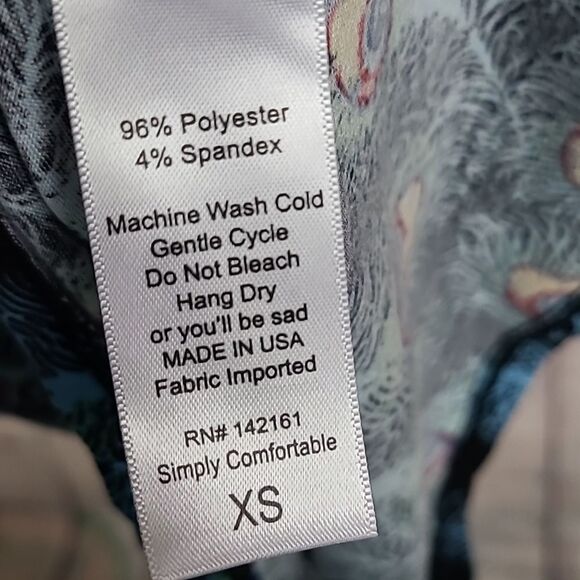 96% Polyester
4% Spandex
Machine Wash Cold
Gentle Cycle
Do Not Bleach
Hang Dry
or you'll be sad
MADE IN USA
Fabric Imported
RN# 142161
Simply Comfortable
XS